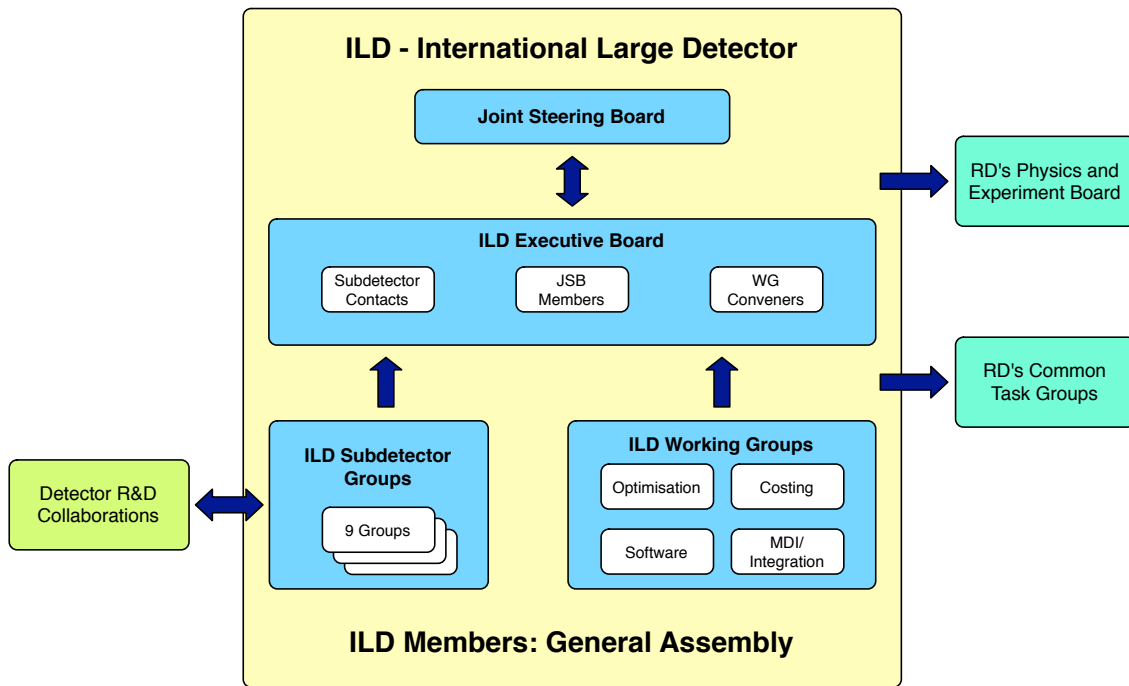 ILD - International Large Detector
Joint Steering Board
RD's Physics and
Experiment Board
ILD Executive Board
Subdetector
Contacts
JSB
Members
WG
Conveners
RD's Common
Task Groups
ILD Subdetector
Groups
9 Groups
ILD Working Groups
Optimisation
Costing
Software
MDI/
Integration
Detector R&D
Collaborations
ILD Members: General Assembly